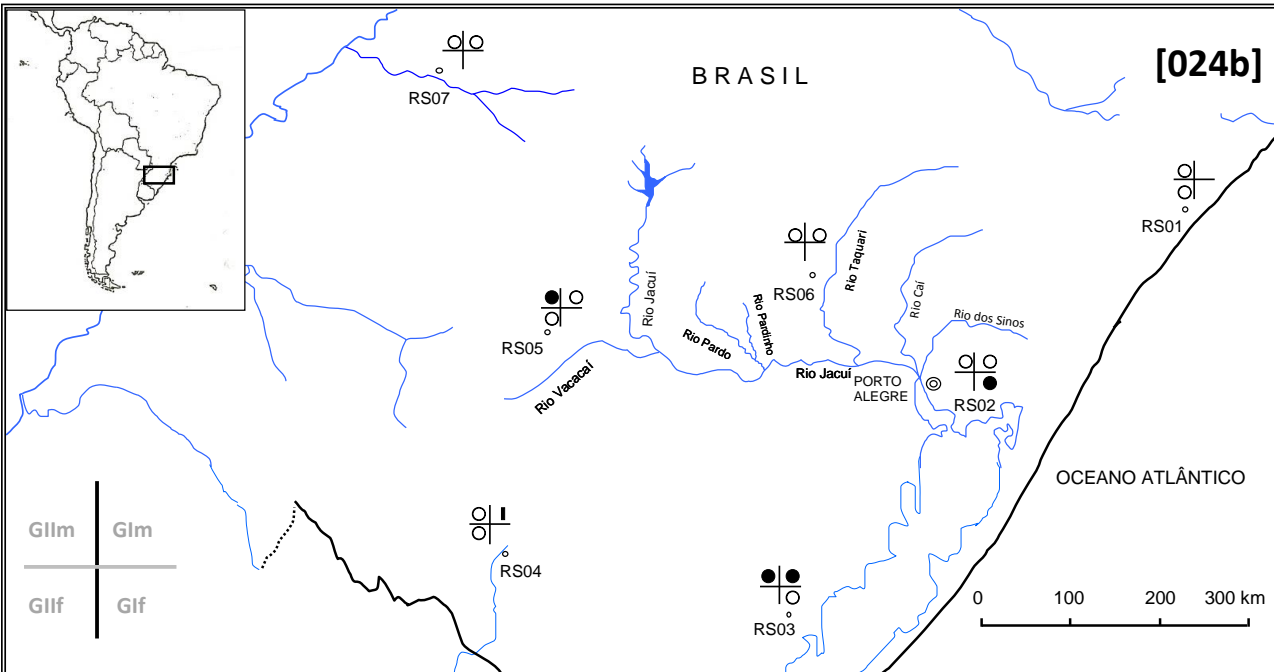 [024b]
BRASIL
RS07
RS01
Rio Taquari
RS06
Rio Jacuí
Rio Caí
Rio dos Sinos
RS05
Rio Pardo
Rio Pardinho
Rio Vacacaí
Rio Jacuí
PORTO
ALEGRE
RS02
OCEANO ATLÂNTICO
GIIm GIm
GIIf GIf
RS04
RS03
0 100 200 300 km